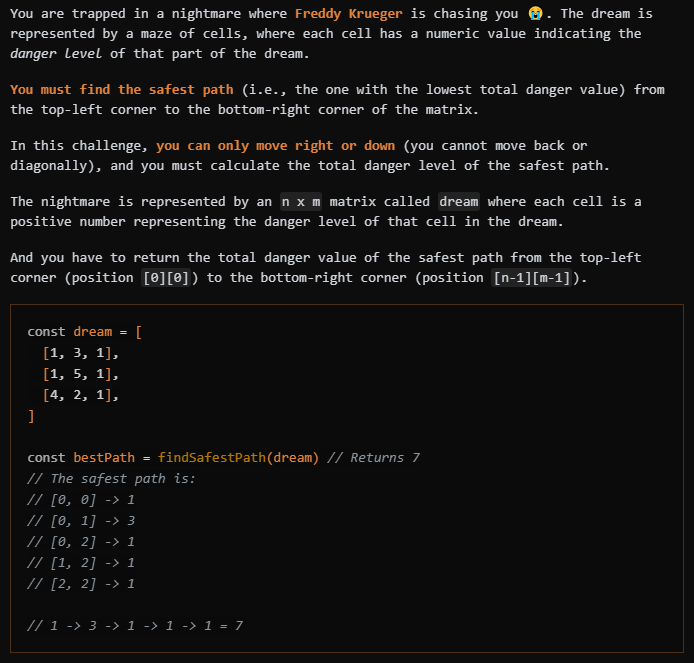 You are trapped in a nightmare where Freddy Krueger is chasing you 😭. The dream is
represented by a maze of cells, where each cell has a numeric value indicating the
danger level of that part of the dream.
You must find the safest path (i.e., the one with the lowest total danger value) from
the top-left corner to the bottom-right corner of the matrix.
In this challenge, you can only move right or down (you cannot move back or
diagonally), and you must calculate the total danger level of the safest path.
The nightmare is represented by an n x m matrix called dream where each cell is a
positive number representing the danger level of that cell in the dream.
And you have to return the total danger value of the safest path from the top-left
corner (position [0][0]) to the bottom-right corner (position [n-1][m-1]).
const dream = [
  [1, 3, 1],
  [1, 5, 1],
  [4, 2, 1],
]
const bestPath = findSafestPath(dream) // Returns 7
// The safest path is:
// [0, 0] -> 1
// [0, 1] -> 3
// [0, 2] -> 1
// [1, 2] -> 1
// [2, 2] -> 1
// 1 -> 3 -> 1 -> 1 -> 1 = 7